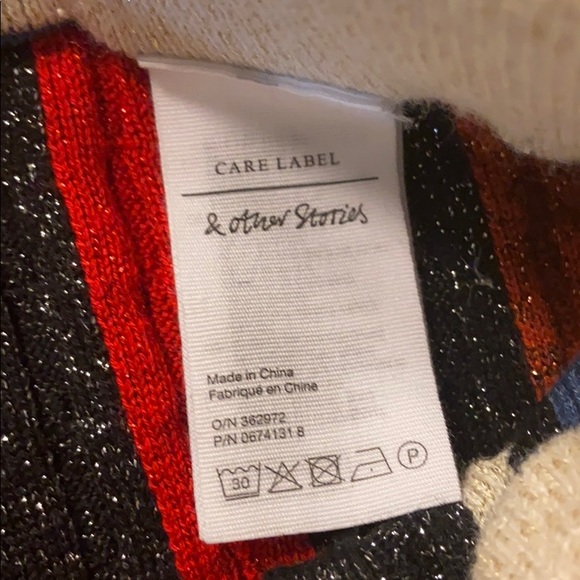 CARE LABEL
& other Stories
Made in China
Fabriqué en Chine
O/N 362972
P/N 0674131 8
30
P